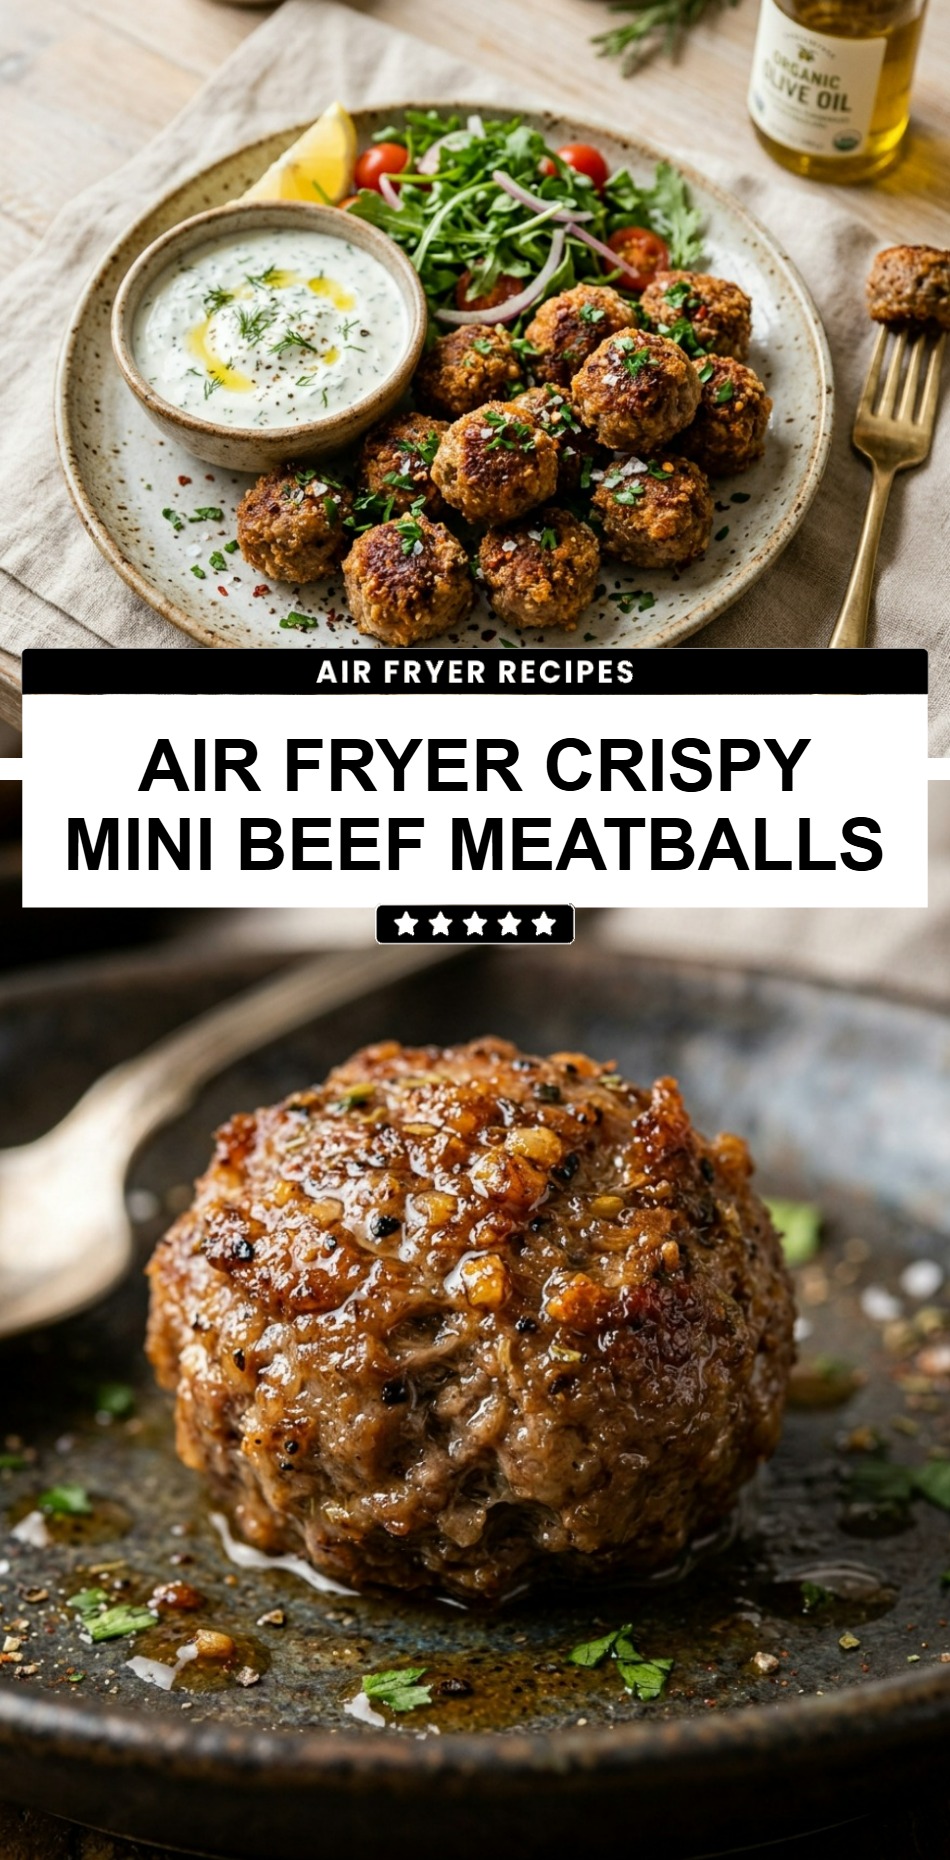 ORGANIC
OLIVE OIL
AIR FRYER RECIPES
AIR FRYER CRISPY
MINI BEEF MEATBALLS